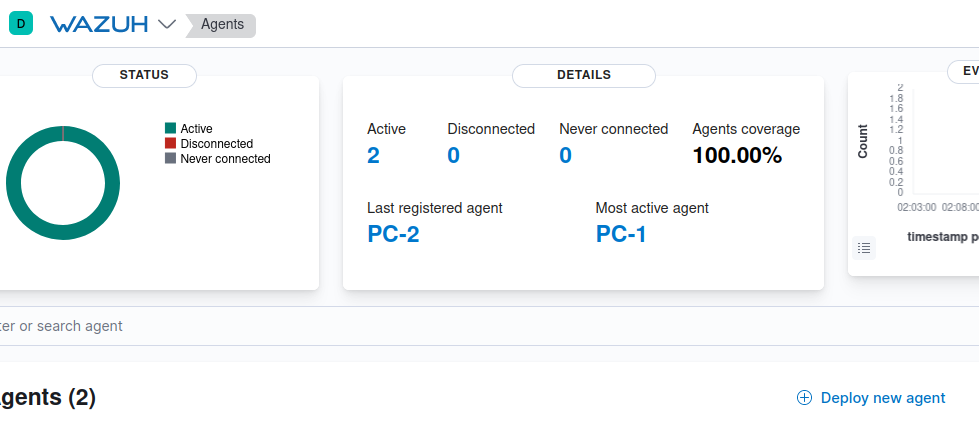 D WAZUH Agents
STATUS
Active
Disconnected
Never connected
DETAILS
Active Disconnected Never connected Agents coverage
2 0 0 100.00%
Last registered agent Most active agent
PC-2 PC-1
EV
Count
2
1.8
1.6
1.4
1.2
1
0.8
0.6
0.4
0.2
0
02:03:00 02:08:00
timestamp p
ter or search agent
gents (2)
Deploy new agent